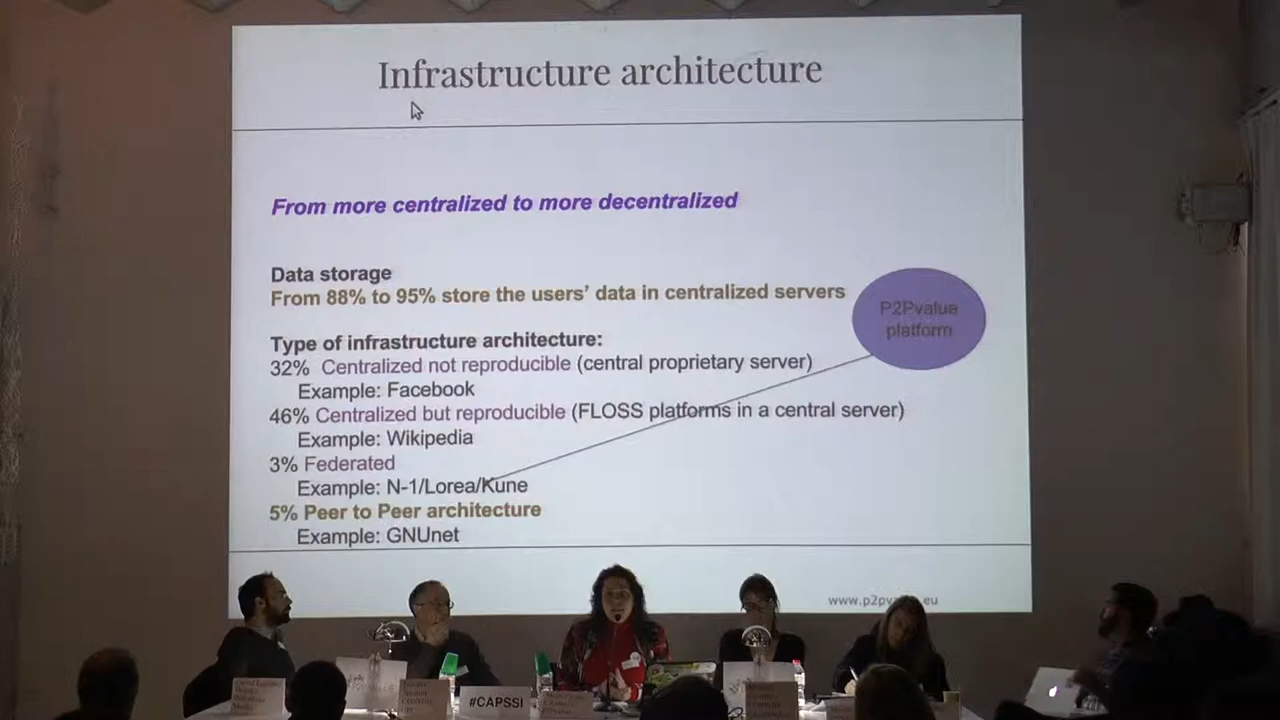 Infrastructure architecture
From more centralized to more decentralized
Data storage
From 88% to 95% store the users' data in centralized servers
P2Pvalue
platform
Type of infrastructure architecture:
32% Centralized not reproducible (central proprietary server)
Example: Facebook
46% Centralized but reproducible (FLOSS platforms in a central server)
Example: Wikipedia
3% Federated
Example: N-1/Lorea/Kune
5% Peer to Peer architecture
Example: GNUnet
#CAPSSI